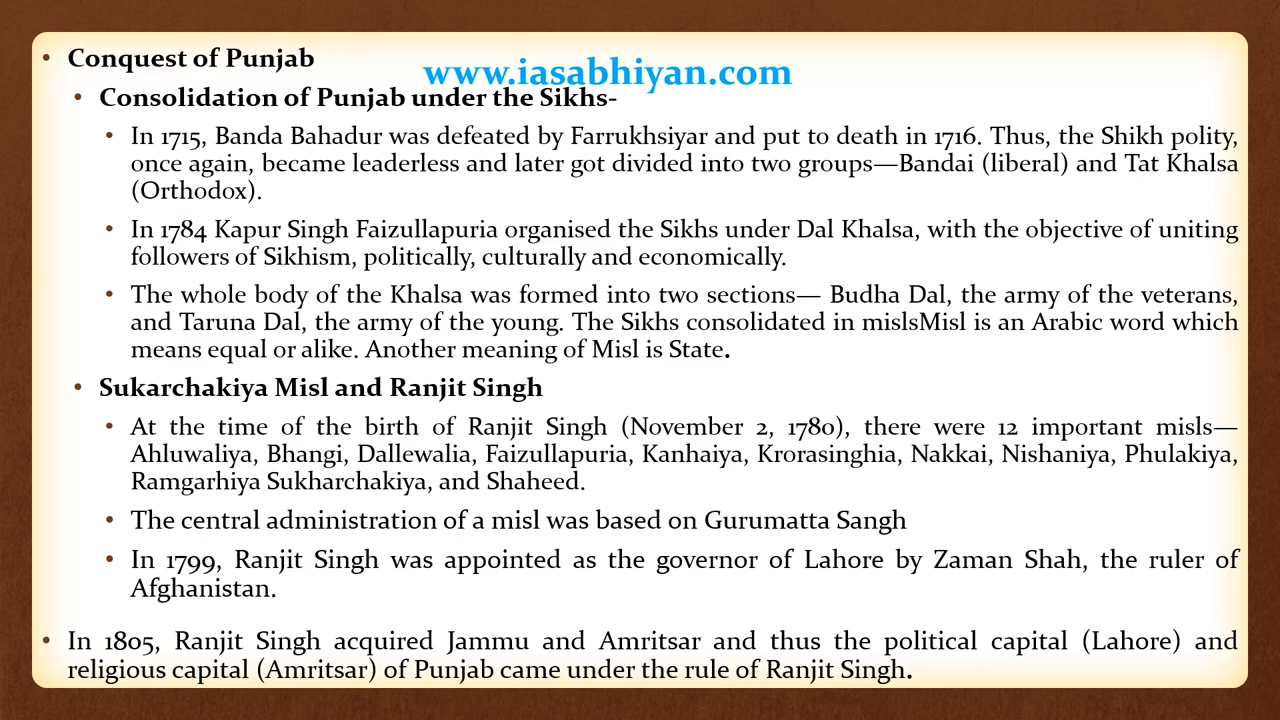 • Conquest of Punjab
www.iasabhiyan.com
• Consolidation of Punjab under the Sikhs-
• In 1715, Banda Bahadur was defeated by Farrukhsiyar and put to death in 1716. Thus, the Shikh polity,
once again, became leaderless and later got divided into two groups—Bandai (liberal) and Tat Khalsa
(Orthodox).
• In 1784 Kapur Singh Faizullapuria organised the Sikhs under Dal Khalsa, with the objective of uniting
followers of Sikhism, politically, culturally and economically.
• The whole body of the Khalsa was formed into two sections— Budha Dal, the army of the veterans,
and Taruna Dal, the army of the young. The Sikhs consolidated in mislsMisl is an Arabic word which
means equal or alike. Another meaning of Misl is State.
• Sukarchakiya Misl and Ranjit Singh
• At the time of the birth of Ranjit Singh (November 2, 1780), there were 12 important misls—
Ahluwaliya, Bhangi, Dallewalia, Faizullapuria, Kanhaiya, Krorasinghia, Nakkai, Nishaniya, Phulakiya,
Ramgarhiya Sukharchakiya, and Shaheed.
• The central administration of a misl was based on Gurumatta Sangh
• In 1799, Ranjit Singh was appointed as the governor of Lahore by Zaman Shah, the ruler of
Afghanistan.
• In 1805, Ranjit Singh acquired Jammu and Amritsar and thus the political capital (Lahore) and
religious capital (Amritsar) of Punjab came under the rule of Ranjit Singh.